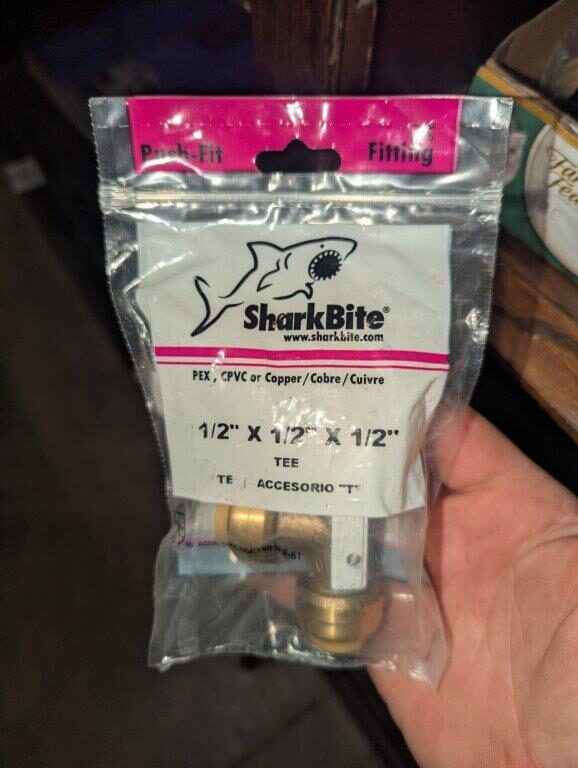 Push-Fit Fitting
SharkBite®
www.sharkbite.com
PEX, CPVC or Copper/Cobre/Cuivre
1/2" X 1/2" X 1/2"
TEE
TE ACCESORIO "T"